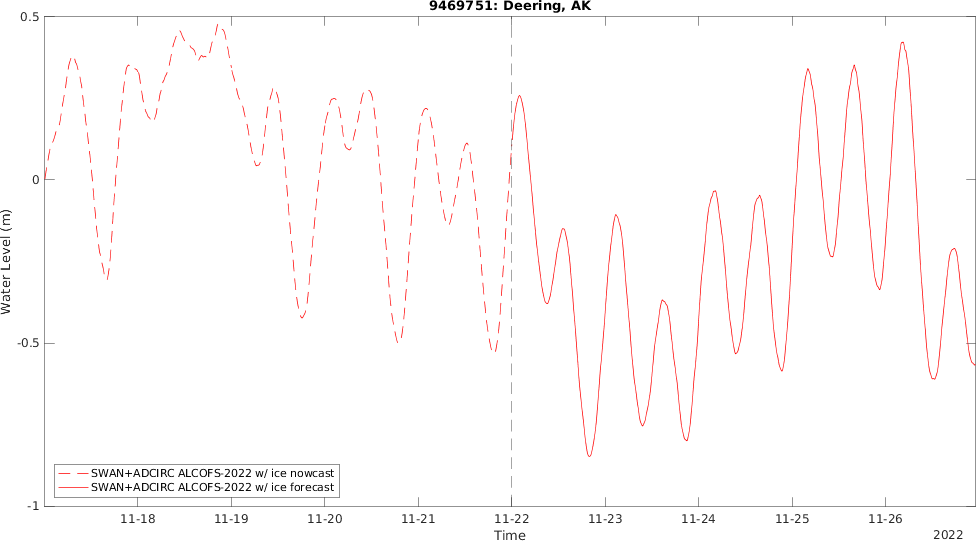 9469751: Deering, AK
0.5
0
-0.5
-1
Water Level (m)
SWAN+ADCIRC ALCOFS-2022 w/ ice nowcast
SWAN+ADCIRC ALCOFS-2022 w/ ice forecast
11-18 11-19 11-20 11-21 11-22 11-23 11-24 11-25 11-26
Time
2022